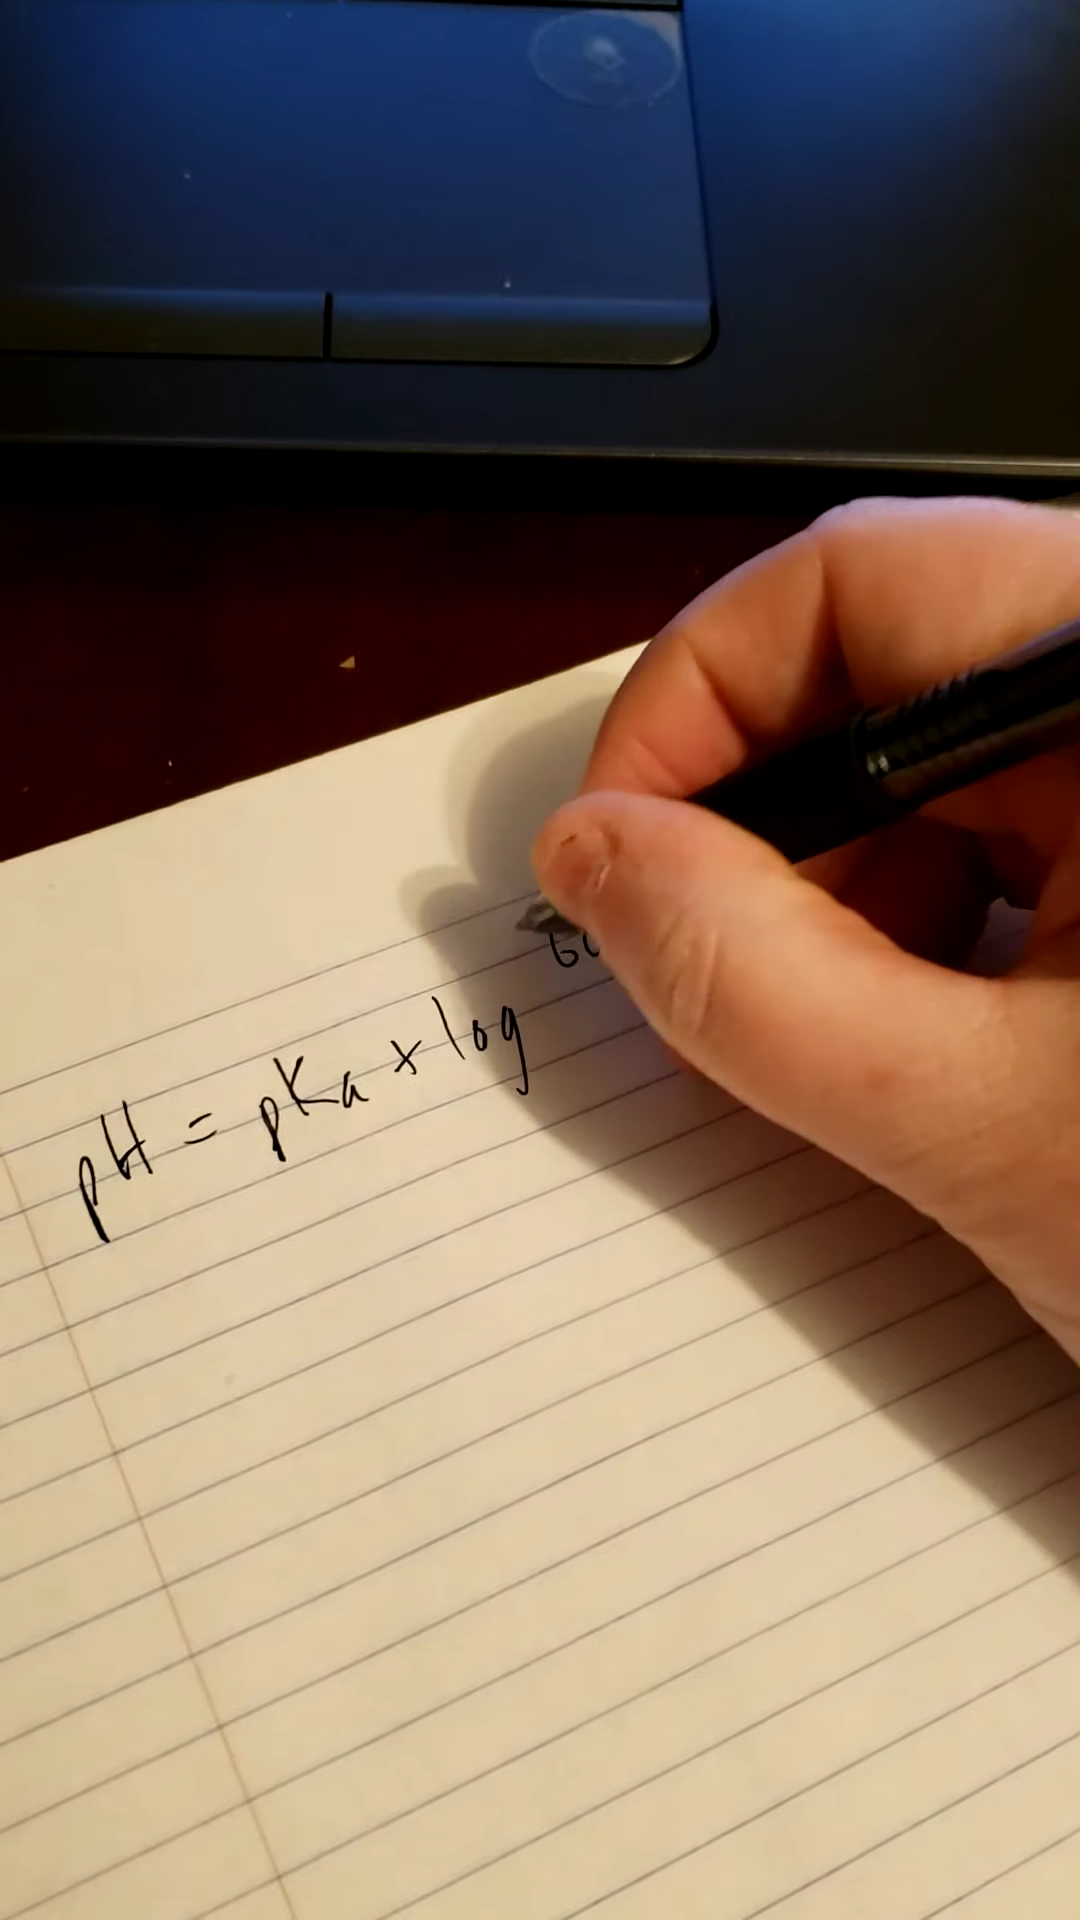 pH = pKa + log